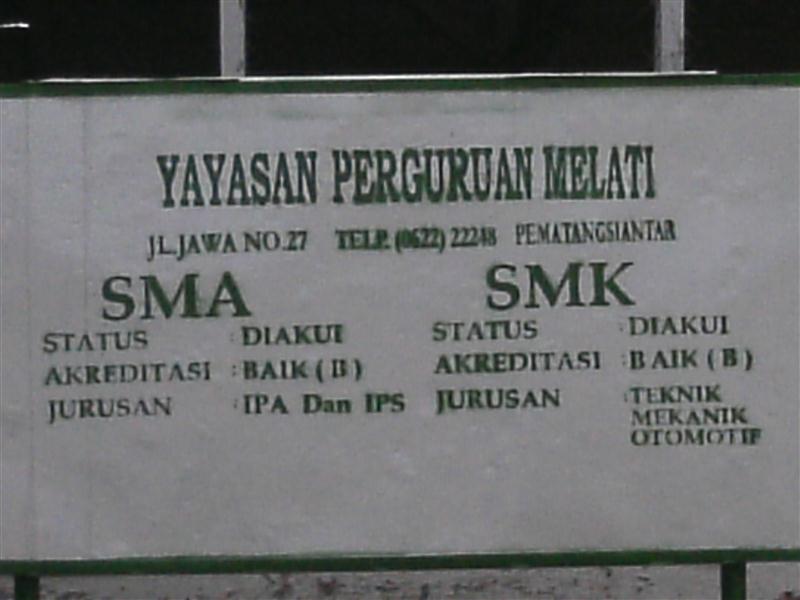 YAYASAN PERGURUAN MELATI
JL.JAWA NO.27 TELP. (0622) 22248 PEMATANGSIANTAR
SMA
STATUS : DIAKUI
AKREDITASI : BAIK ( B )
JURUSAN : IPA Dan IPS
SMK
STATUS : DIAKUI
AKREDITASI : BAIK ( B )
JURUSAN : TEKNIK
MEKANIK
OTOMOTIF